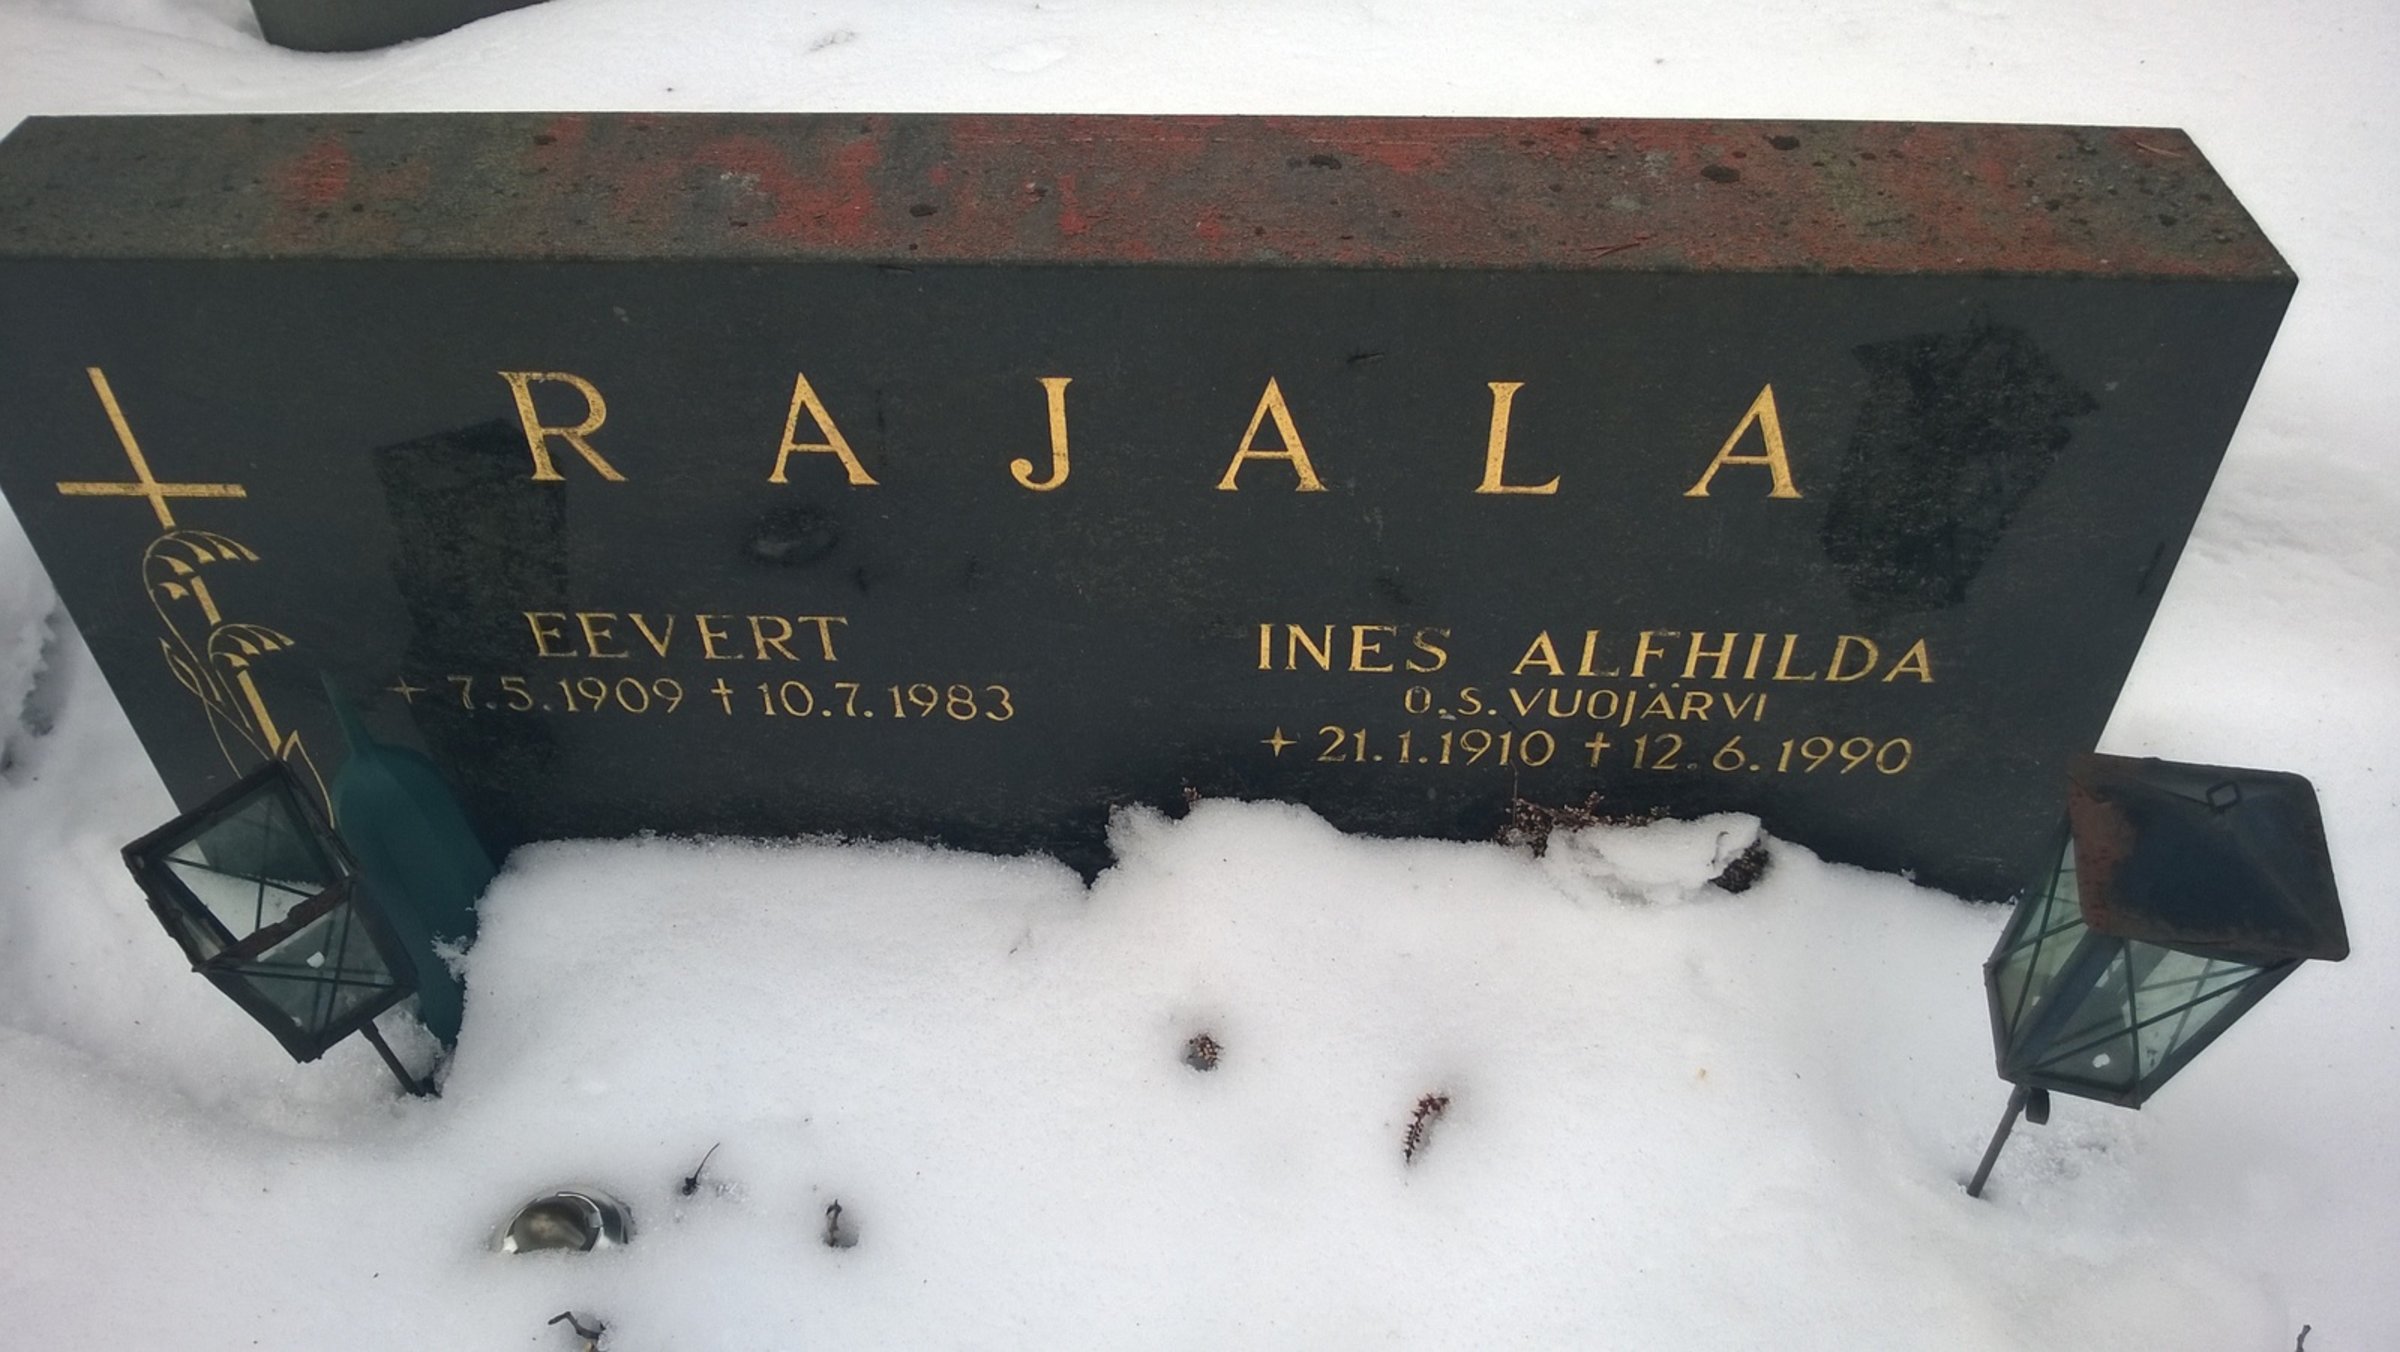 RAJALA
EEVERT
+ 7.5.1909 † 10.7.1983
INES ALFHILDA
O.S. VUOJÄRVI
+ 21.1.1910 † 12.6.1990